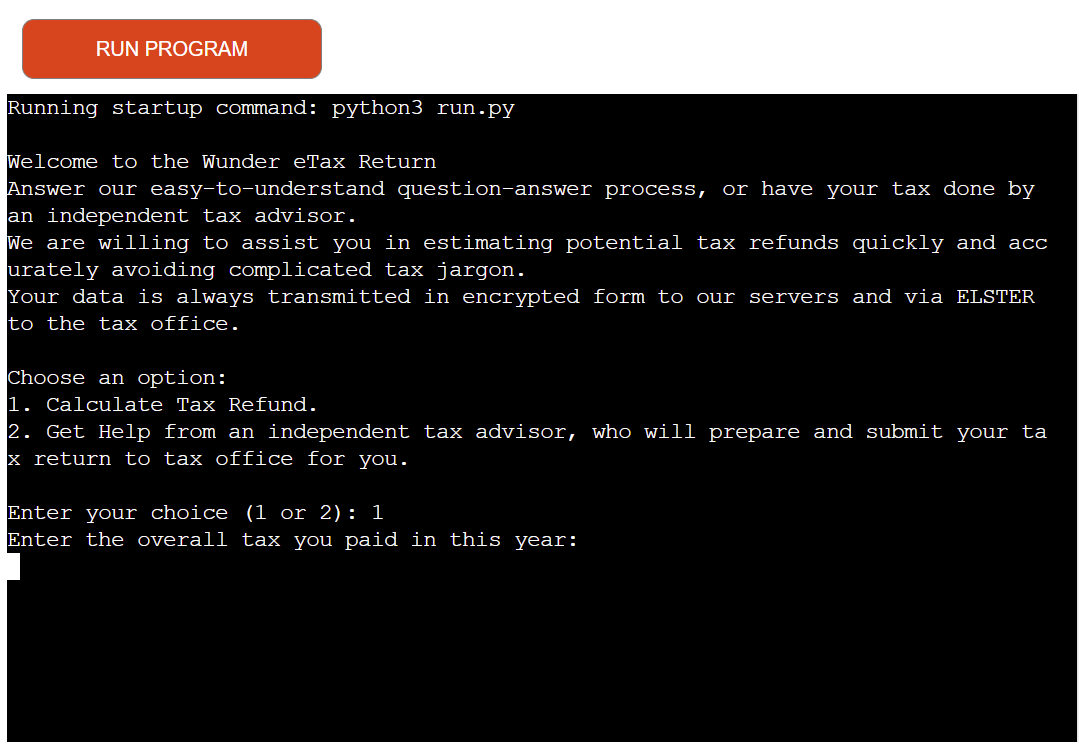 RUN PROGRAM
Running startup command: python3 run.py
Welcome to the Wunder eTax Return
Answer our easy-to-understand question-answer process, or have your tax done by
an independent tax advisor.
We are willing to assist you in estimating potential tax refunds quickly and acc
urately avoiding complicated tax jargon.
Your data is always transmitted in encrypted form to our servers and via ELSTER
to the tax office.
Choose an option:
1. Calculate Tax Refund.
2. Get Help from an independent tax advisor, who will prepare and submit your ta
x return to tax office for you.
Enter your choice (1 or 2): 1
Enter the overall tax you paid in this year: